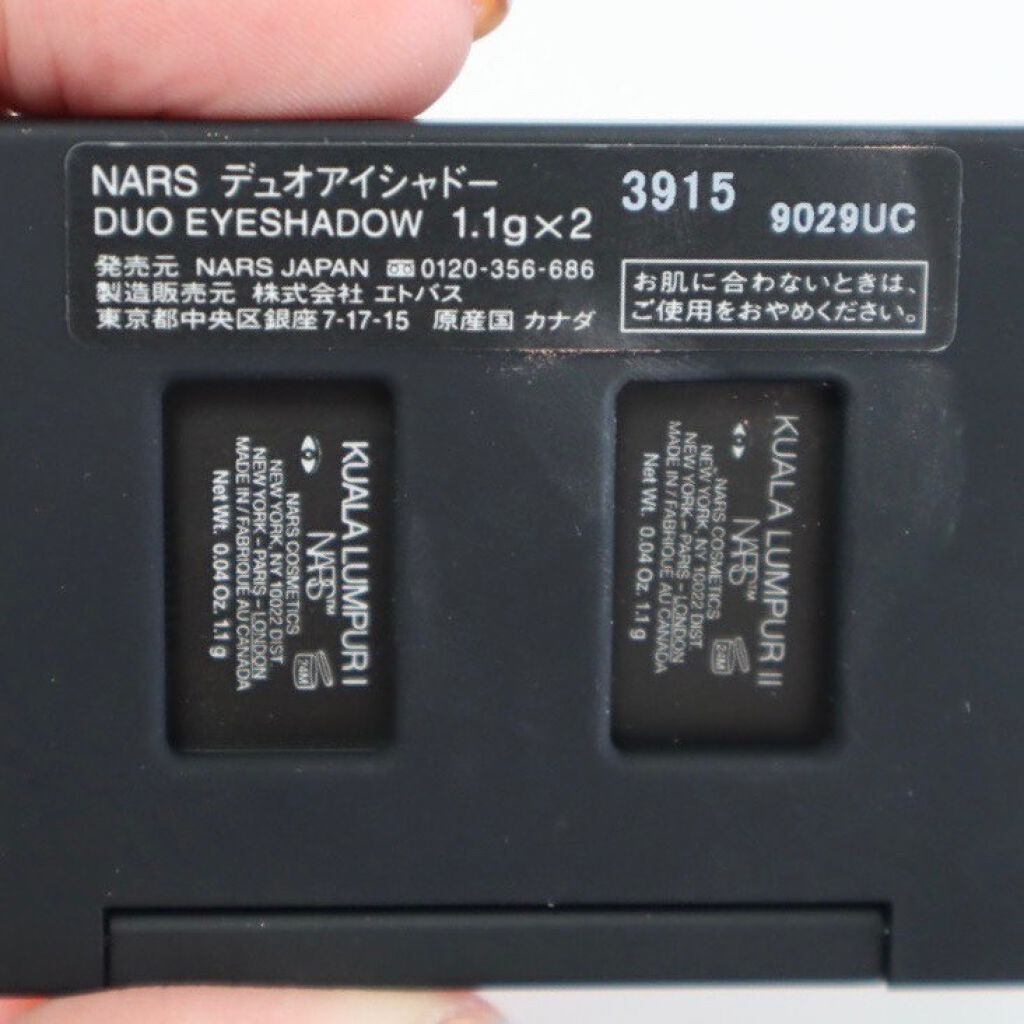 NARS デュオアイシャドー
DUO EYESHADOW 1.1g×2
3915
9029UC
発売元 NARS JAPAN 0120-356-686
製造販売元 株式会社 エトバス
東京都中央区銀座7-17-15 原産国 カナダ
お肌に合わないときは、
ご使用をおやめください。
KUALA LUMPUR I
NARS™
NARS COSMETICS
NEW YORK, NY 10022 DIST.
NEW YORK - PARIS - LONDON
MADE IN / FABRIQUE AU CANADA
Net Wt. 0.04 Oz. 1.1 g
24M
KUALA LUMPUR II
NARS™
NARS COSMETICS
NEW YORK, NY 10022 DIST.
NEW YORK - PARIS - LONDON
MADE IN / FABRIQUE AU CANADA
Net Wt. 0.04 Oz. 1.1 g
24M